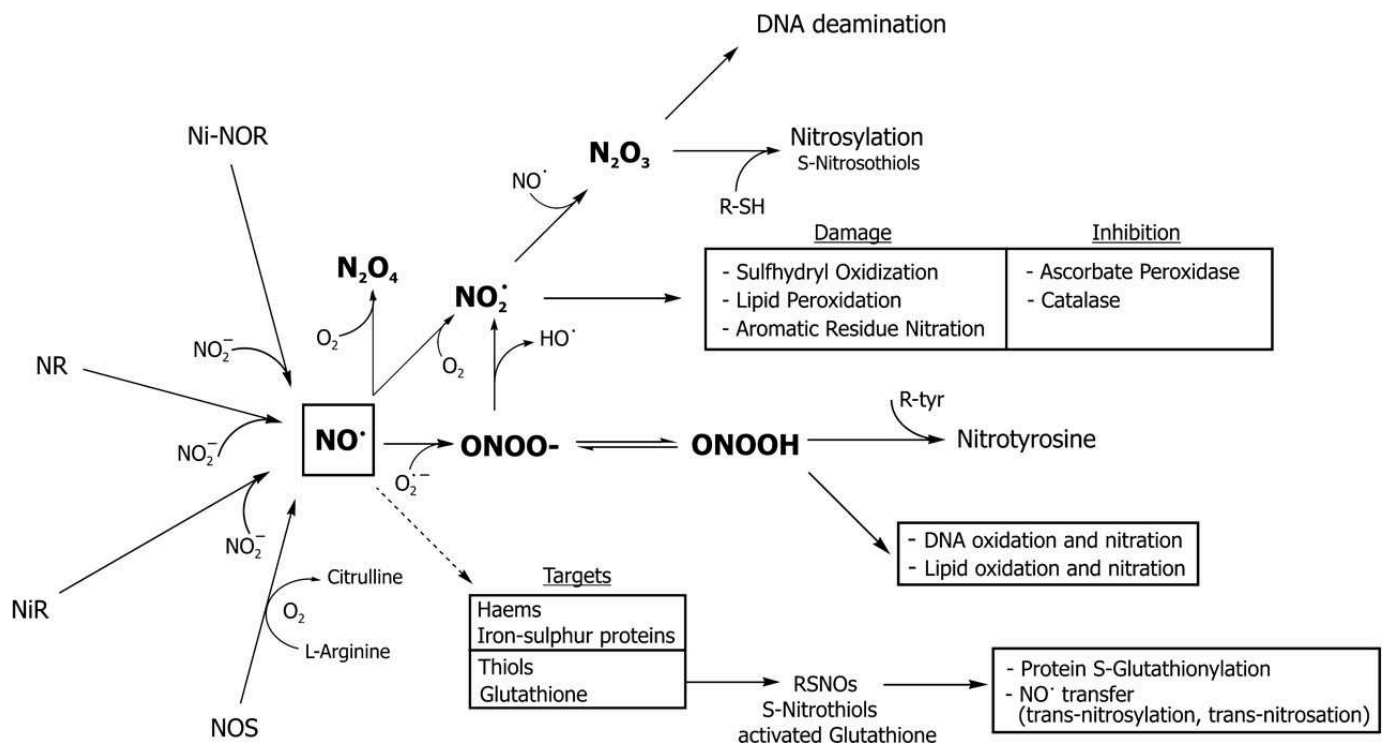 DNA deamination
Ni-NOR
N₂O₃
Nitrosylation
S-Nitrosothiols
NO˙
R-SH
Damage
Inhibition
N₂O₄
NO₂˙
- Sulfhydryl Oxidization
- Lipid Peroxidation
- Aromatic Residue Nitration
- Ascorbate Peroxidase
- Catalase
O₂
O₂
HO˙
NO₂⁻
NR
NO₂⁻
NO˙
ONOO-
ONOOH
R-tyr
Nitrotyrosine
O₂˙⁻
NO₂⁻
- DNA oxidation and nitration
- Lipid oxidation and nitration
NiR
Citrulline
O₂
L-Arginine
NOS
Targets
Haems
Iron-sulphur proteins
Thiols
Glutathione
RSNOs
S-Nitrothiols
activated Glutathione
- Protein S-Glutathionylation
- NO˙ transfer
(trans-nitrosylation, trans-nitrosation)